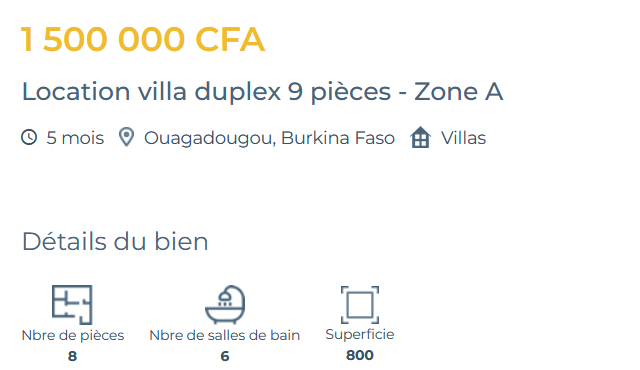 1 500 000 CFA
Location villa duplex 9 pièces - Zone A
5 mois Ouagadougou, Burkina Faso Villas
Détails du bien
Nbre de pièces Nbre de salles de bain Superficie
8 6 800